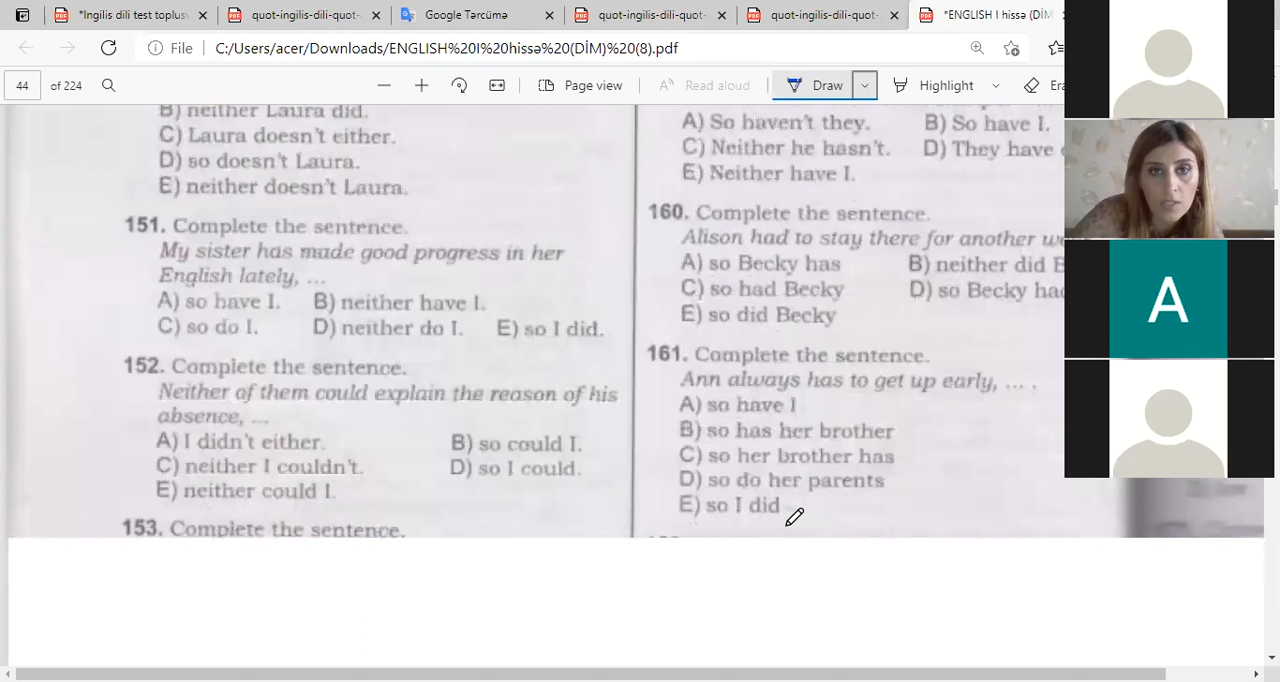 *Ingilis dili test toplusu
quot-ingilis-dili-quot-
Google Tərcümə
quot-ingilis-dili-quot-
quot-ingilis-dili-quot-
*ENGLISH I hissə (DİM)
File
C:/Users/acer/Downloads/ENGLISH%20I%20hissə%20(DİM)%20(8).pdf
44 of 224
Page view
Read aloud
Draw
Highlight
Era
B) neither Laura did.
C) Laura doesn't either.
D) so doesn't Laura.
E) neither doesn't Laura.
151. Complete the sentence.
My sister has made good progress in her
English lately, ...
A) so have I. B) neither have I.
C) so do I. D) neither do I. E) so I did.
152. Complete the sentence.
Neither of them could explain the reason of his
absence, ...
A) I didn't either. B) so could I.
C) neither I couldn't. D) so I could.
E) neither could I.
153. Complete the sentence.
A) So haven't they. B) So have I.
C) Neither he hasn't. D) They have
E) Neither have I.
160. Complete the sentence.
Alison had to stay there for another
A) so Becky has B) neither did B
C) so had Becky D) so Becky had
E) so did Becky
161. Complete the sentence.
Ann always has to get up early, ... .
A) so have I
B) so has her brother
C) so her brother has
D) so do her parents
E) so I did
A